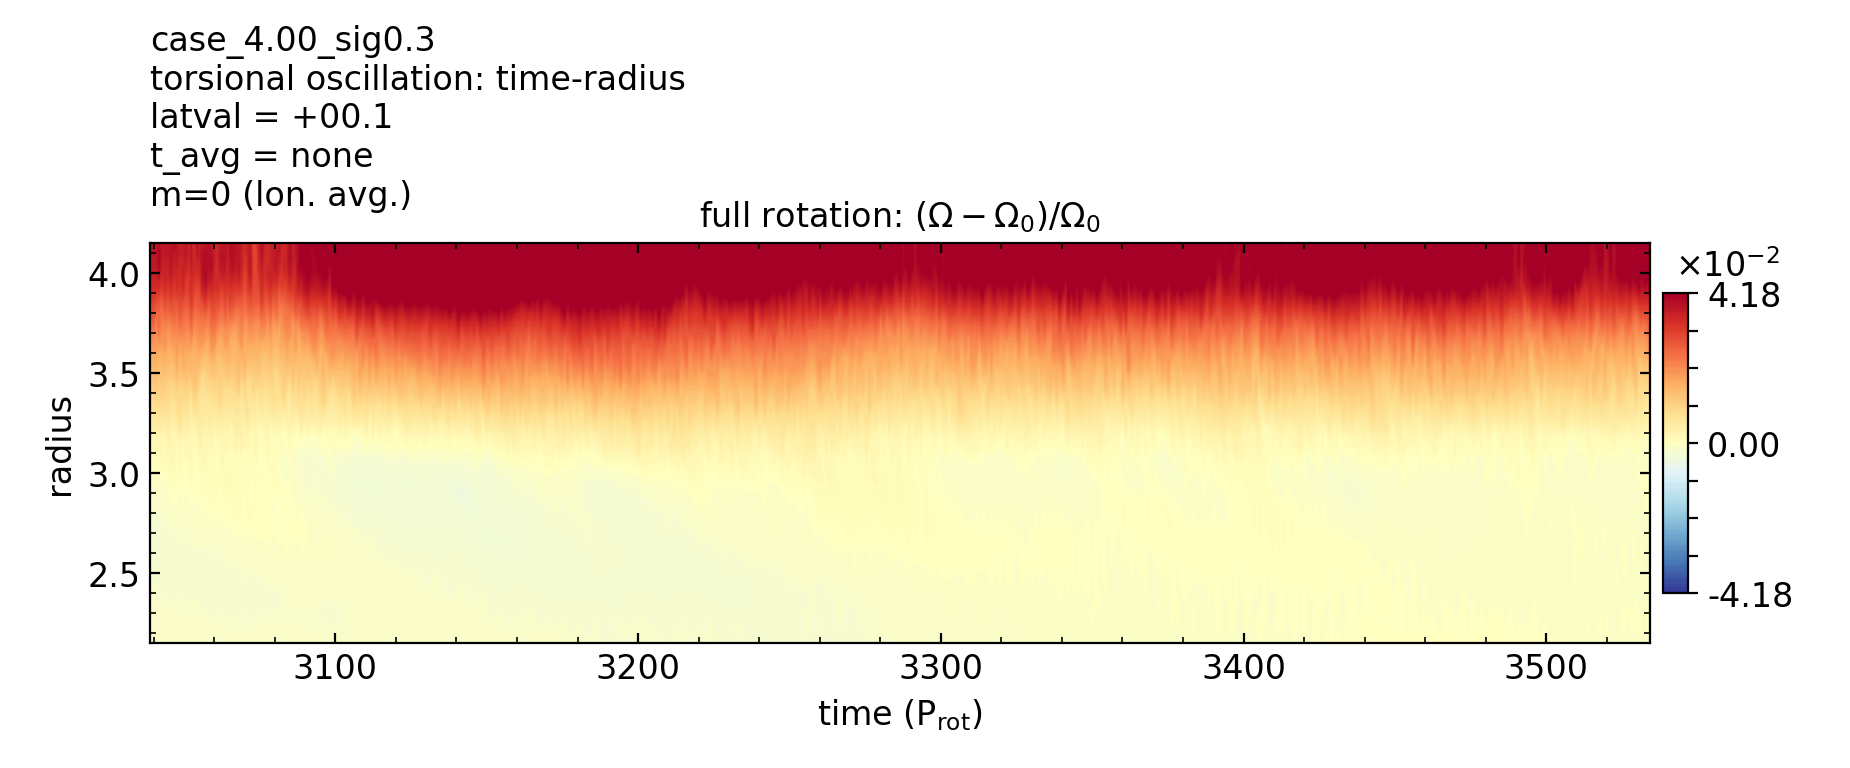 case_4.00_sig0.3
torsional oscillation: time-radius
latval = +00.1
t_avg = none
m=0 (lon. avg.)
full rotation: (Ω − Ω₀)/Ω₀
×10⁻²
4.18
0.00
-4.18
4.0
3.5
3.0
2.5
radius
3100 3200 3300 3400 3500
time (P_rot)